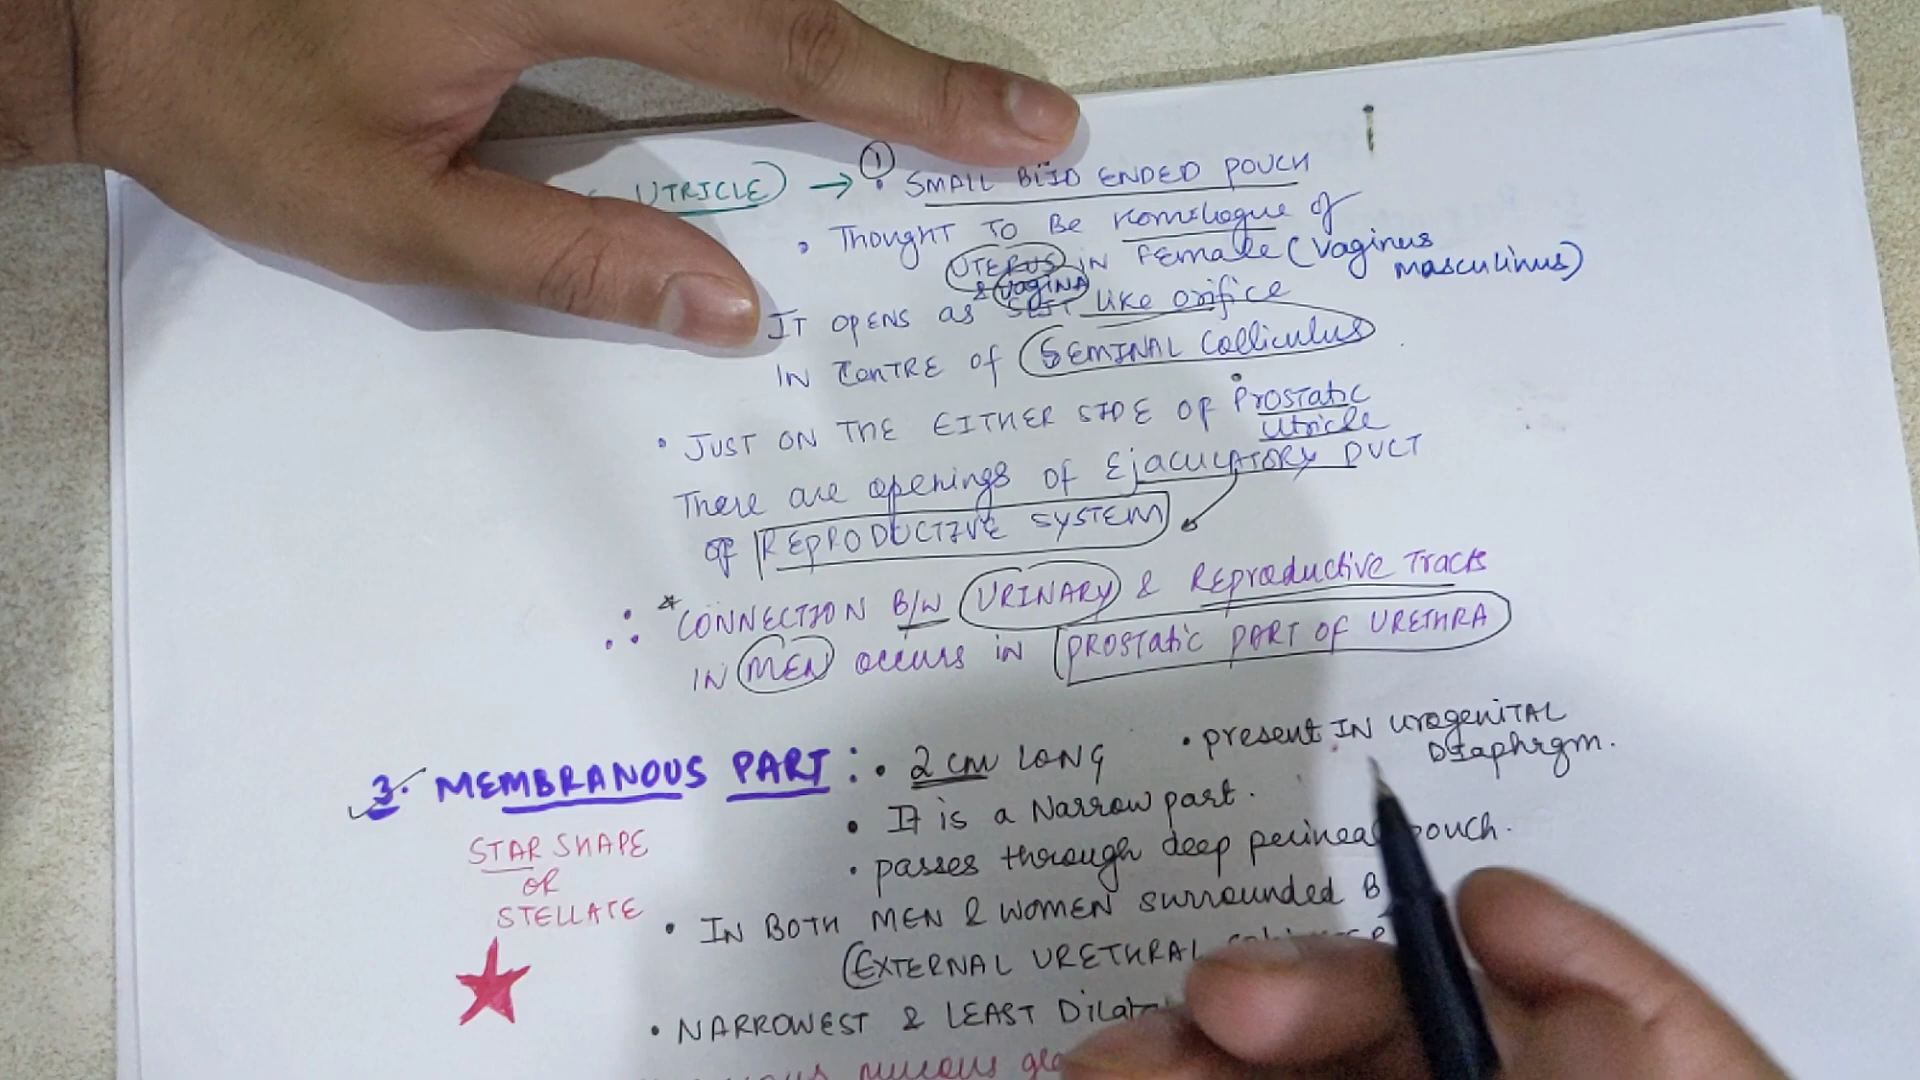 UTRICLE) → ① • SMALL BLIND ENDED POUCH
• Thought To Be Homologue of
UTERUS IN Female (Vaginus
& Vagina masculinus)
IT OPENS as SLIT Like orifice
IN CENTRE of SEMINAL Colliculus
• JUST ON THE EITHER SIDE OF Prostatic
Utricle
There are openings of EjACULATORY DUCT
of REPRODUCTIVE SYSTEM
∴ *CONNECTION B/W URINARY & Reproductive Tracts
IN MEN occurs in PROSTatic PART OF URETHRA
3. MEMBRANOUS PART : • 2 cm LONG • present IN UrogeniTAL
DIaphrgm.
• It is a Narrow part.
STAR SHAPE
or
STELLATE
• passes through deep perineal pouch.
• IN BOTH MEN & WOMEN surrounded B
(EXTERNAL URETHRAL
• NARROWEST & LEAST
mucous